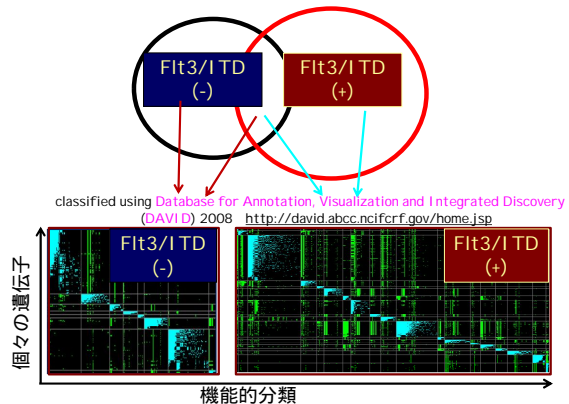 Flt3/ITD
(-)
Flt3/ITD
(+)
classified using Database for Annotation, Visualization and Integrated Discovery
(DAVID) 2008 http://david.abcc.ncifcrf.gov/home.jsp
Flt3/ITD
(-)
Flt3/ITD
(+)
個々の遺伝子
機能的分類